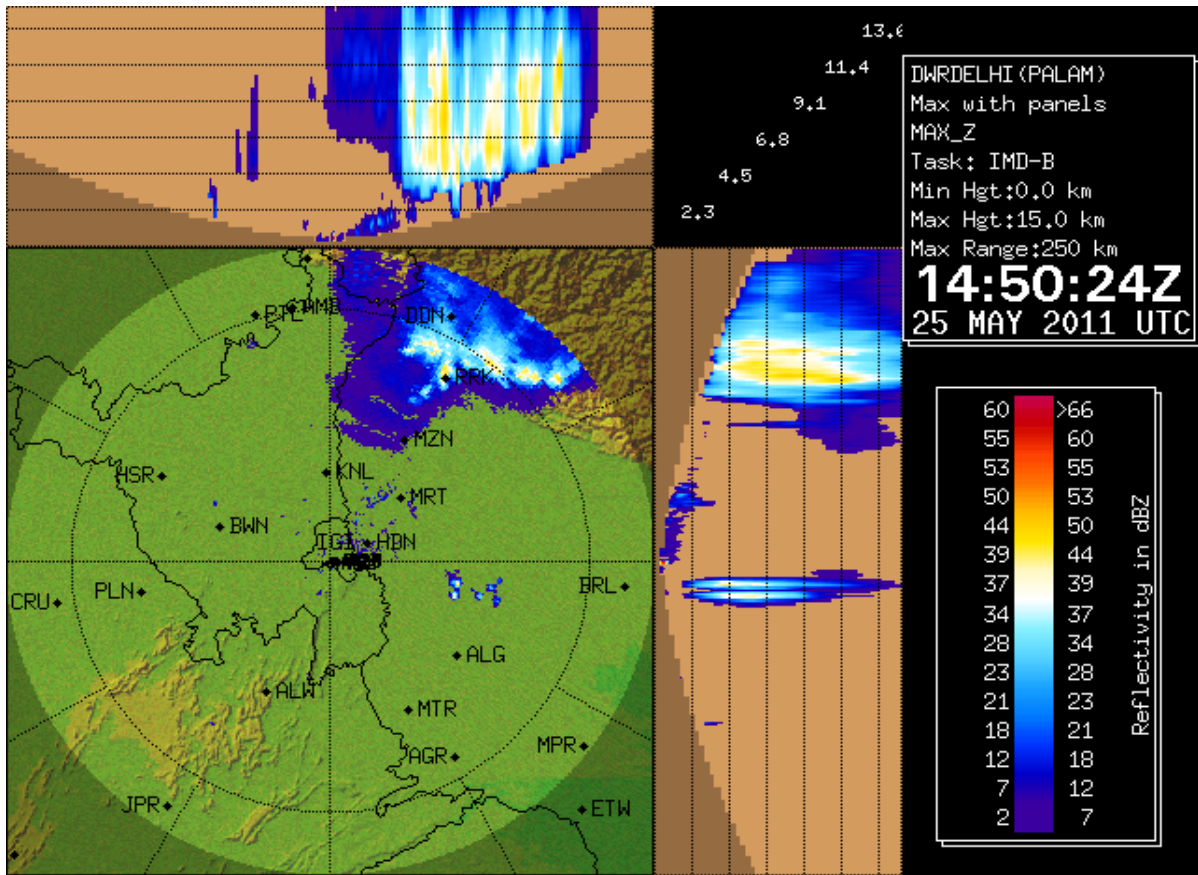 13.6
11.4
9.1
6.8
4.5
2.3
DWRDELHI(PALAM)
Max with panels
MAX_Z
Task: IMD-B
Min Hgt:0.0 km
Max Hgt:15.0 km
Max Range:250 km
14:50:24Z
25 MAY 2011 UTC
PTL
DDN
RRK
MZN
HSR
KNL
MRT
BWN
IGI
HBN
CRU
PLN
BRL
ALG
ALW
MTR
AGR
MPR
JPR
ETW
60 >66
55 60
53 55
50 53
44 50
39 44
37 39
34 37
28 34
23 28
21 23
18 21
12 18
7 12
2 7
Reflectivity in dBZ